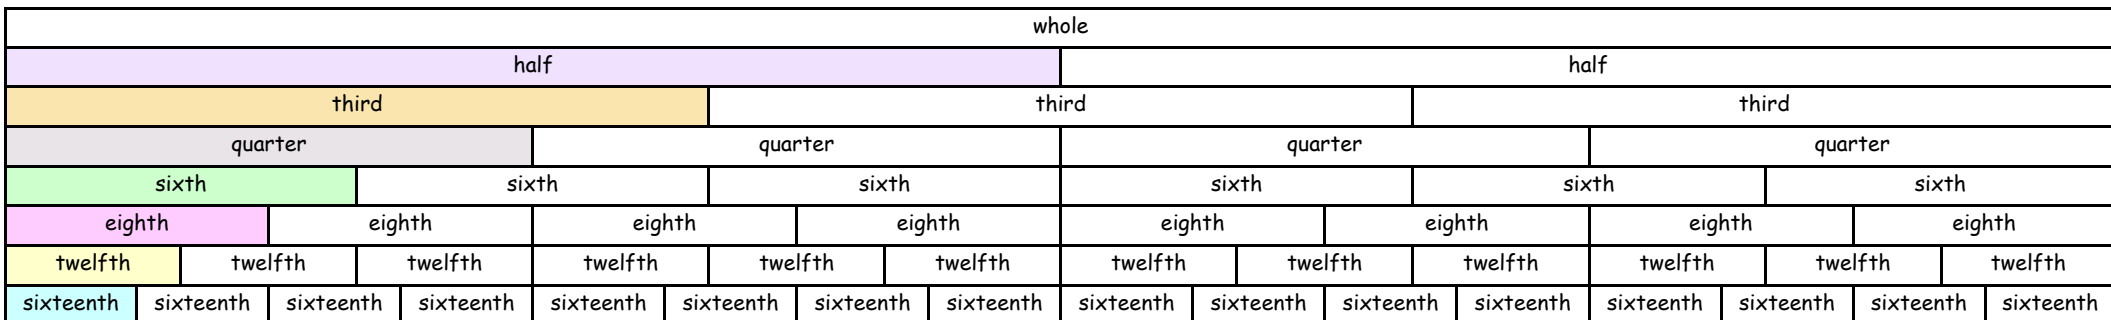 whole
half half
third third third
quarter quarter quarter quarter
sixth sixth sixth sixth sixth sixth
eighth eighth eighth eighth eighth eighth eighth eighth
twelfth twelfth twelfth twelfth twelfth twelfth twelfth twelfth twelfth twelfth twelfth twelfth
sixteenth sixteenth sixteenth sixteenth sixteenth sixteenth sixteenth sixteenth sixteenth sixteenth sixteenth sixteenth sixteenth sixteenth sixteenth sixteenth